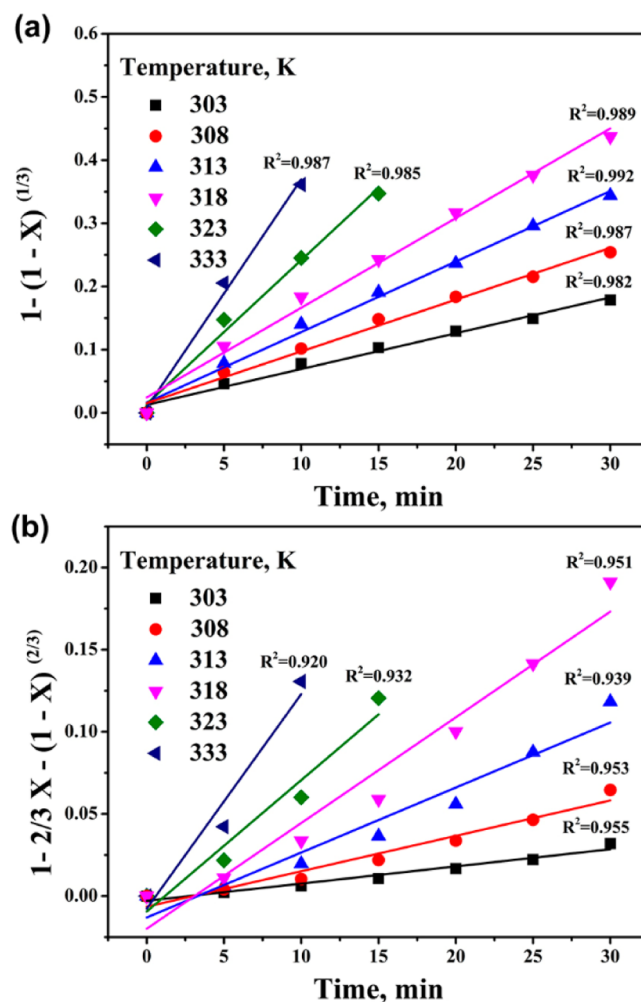 (a)
0.6
0.5
0.4
0.3
0.2
0.1
0.0
1- (1 - X) (1/3)
Temperature, K
303
308
313
318
323
333
R²=0.987
R²=0.985
R²=0.989
R²=0.992
R²=0.987
R²=0.982
0 5 10 15 20 25 30
Time, min
(b)
0.20
0.15
0.10
0.05
0.00
1- 2/3 X - (1 - X) (2/3)
Temperature, K
303
308
313
318
323
333
R²=0.920
R²=0.932
R²=0.951
R²=0.939
R²=0.953
R²=0.955
0 5 10 15 20 25 30
Time, min